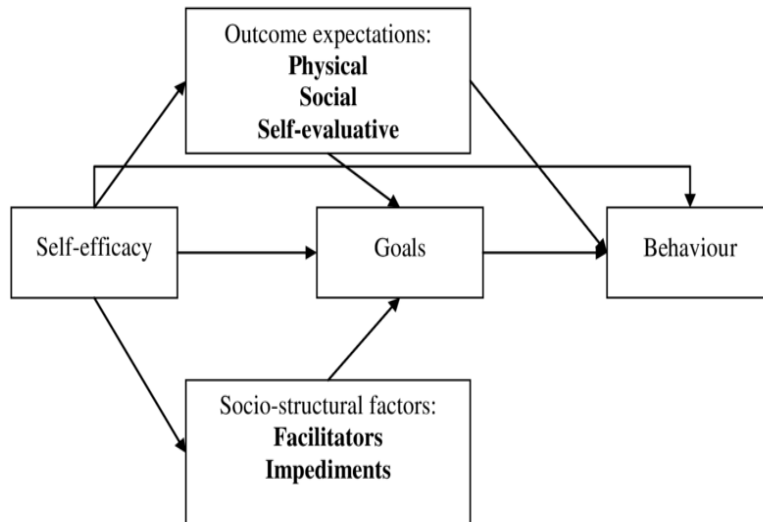 Outcome expectations:
Physical
Social
Self-evaluative
Self-efficacy
Goals
Behaviour
Socio-structural factors:
Facilitators
Impediments